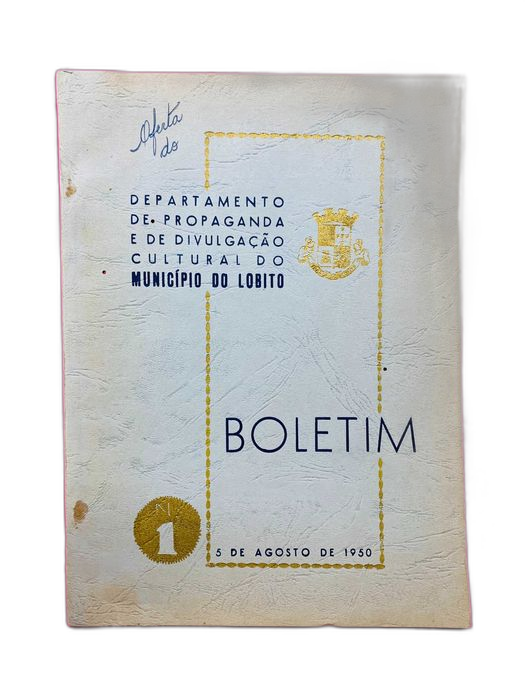 Oferta
do
DEPARTAMENTO
DE PROPAGANDA
E DE DIVULGAÇÃO
CULTURAL DO
MUNICÍPIO DO LOBITO
BOLETIM
N.º
1
5 DE AGOSTO DE 1950